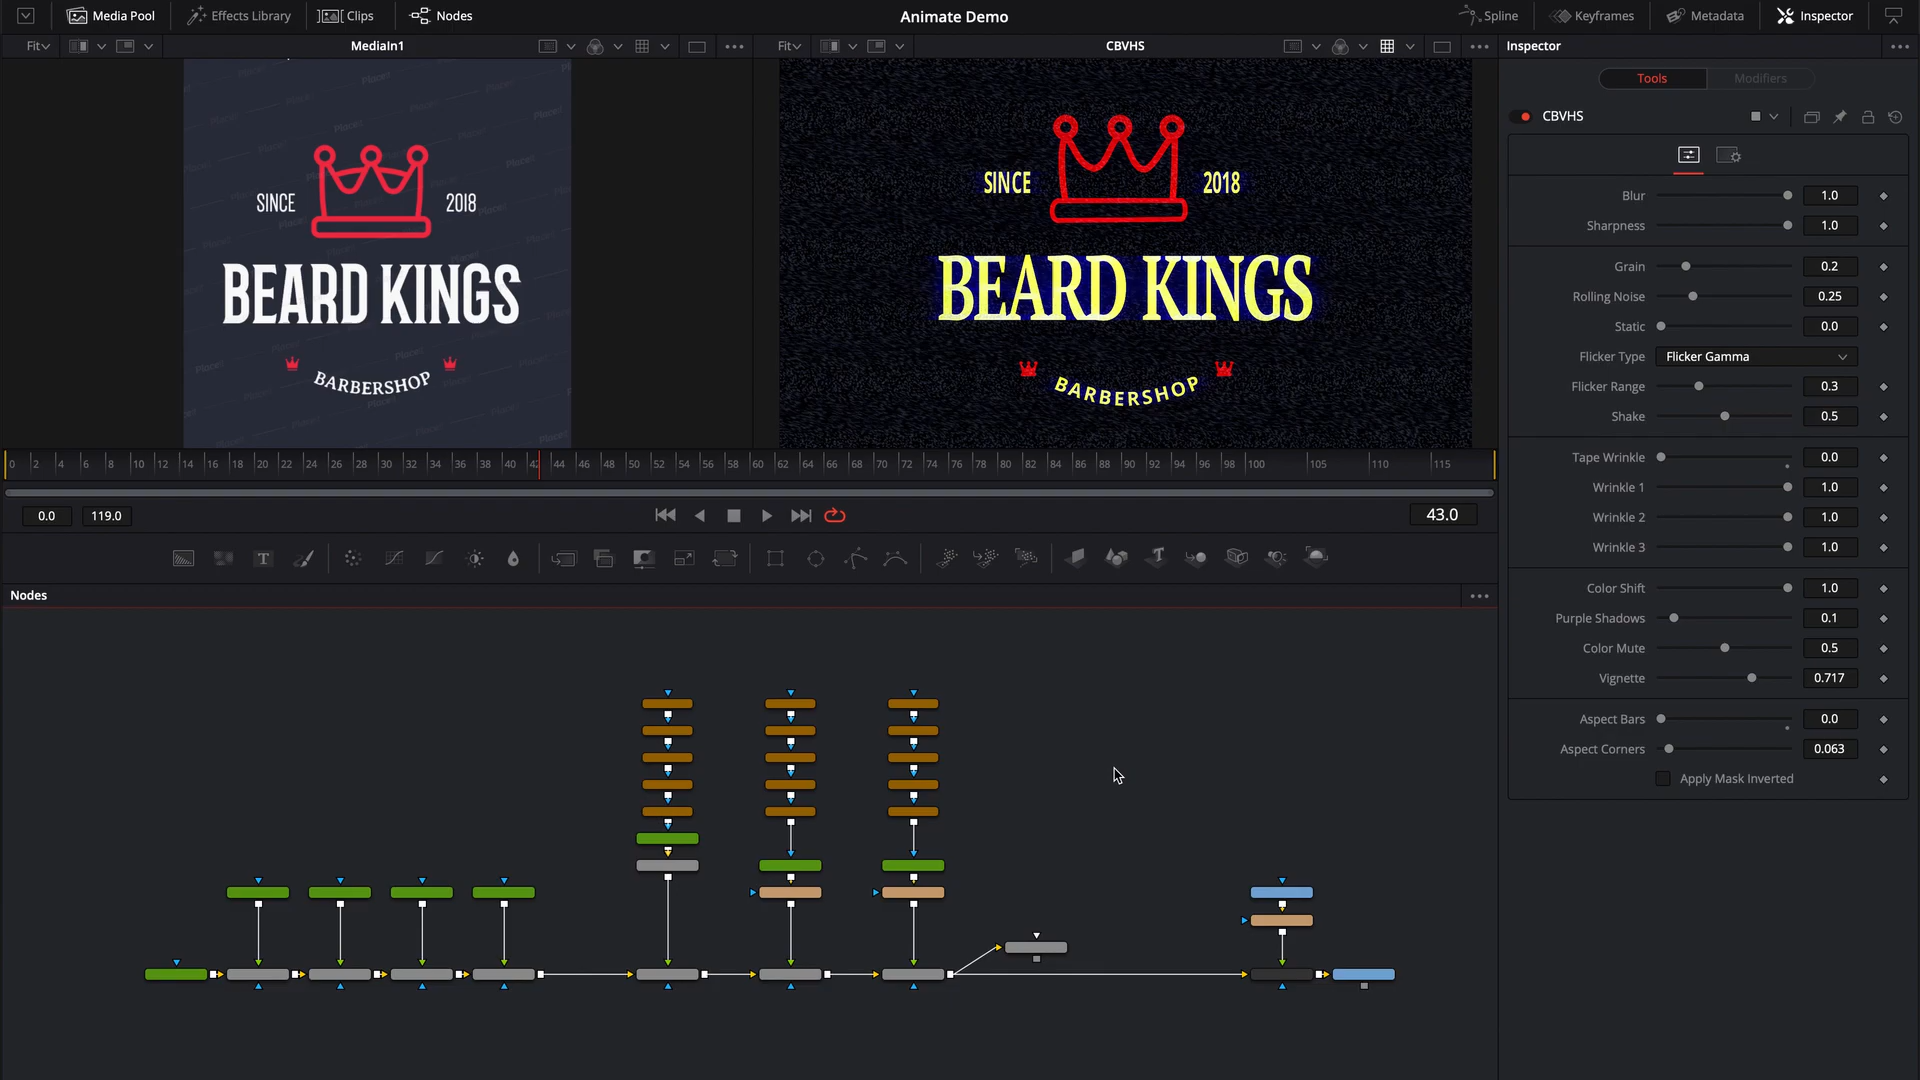 Media Pool Effects Library Clips Nodes Animate Demo Spline Keyframes Metadata Inspector
Fit MediaIn1 Fit CBVHS Inspector
Tools Modifiers
CBVHS
Place!
SINCE 2018
BEARD KINGS
BARBERSHOP
SINCE 2018
BEARD KINGS
BARBERSHOP
Blur 1.0
Sharpness 1.0
Grain 0.2
Rolling Noise 0.25
Static 0.0
Flicker Type Flicker Gamma
Flicker Range 0.3
Shake 0.5
Tape Wrinkle 0.0
Wrinkle 1 1.0
Wrinkle 2 1.0
Wrinkle 3 1.0
Color Shift 1.0
Purple Shadows 0.1
Color Mute 0.5
Vignette 0.717
Aspect Bars 0.0
Aspect Corners 0.063
Apply Mask Inverted
0 2 4 6 8 10 12 14 16 18 20 22 24 26 28 30 32 34 36 38 40 42 44 46 48 50 52 54 56 58 60 62 64 66 68 70 72 74 76 78 80 82 84 86 88 90 92 94 96 98 100 105 110 115
0.0 119.0 43.0
Nodes